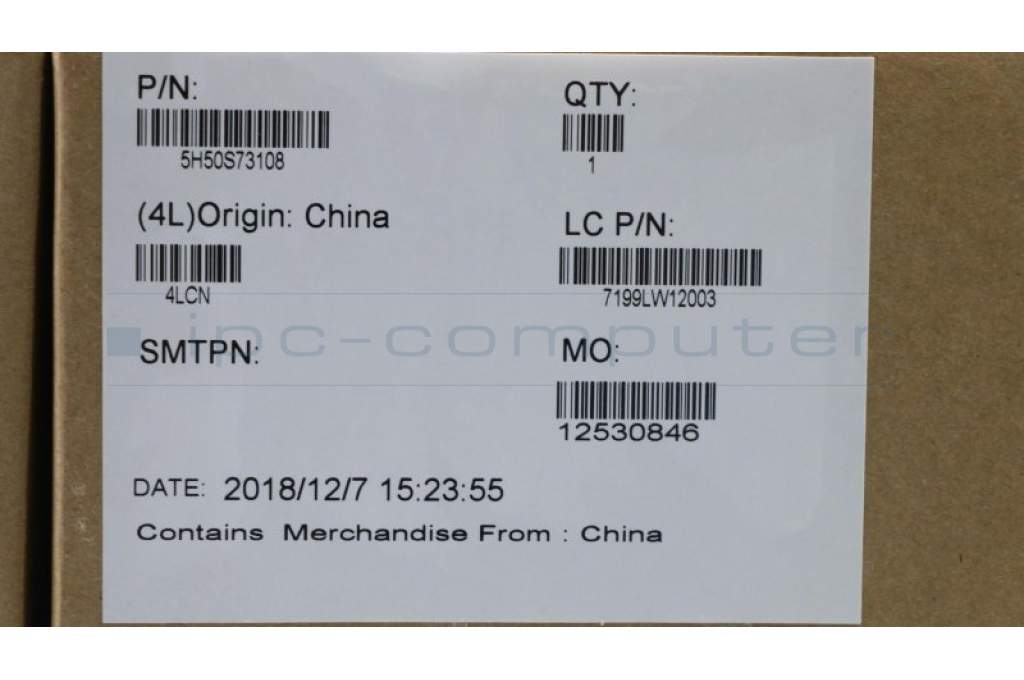 P/N:
5H50S73108
QTY:
1
(4L)Origin: China
4LCN
LC P/N:
7199LW12003
ipc-computer
SMTPN:
MO:
12530846
DATE: 2018/12/7 15:23:55
Contains Merchandise From : China